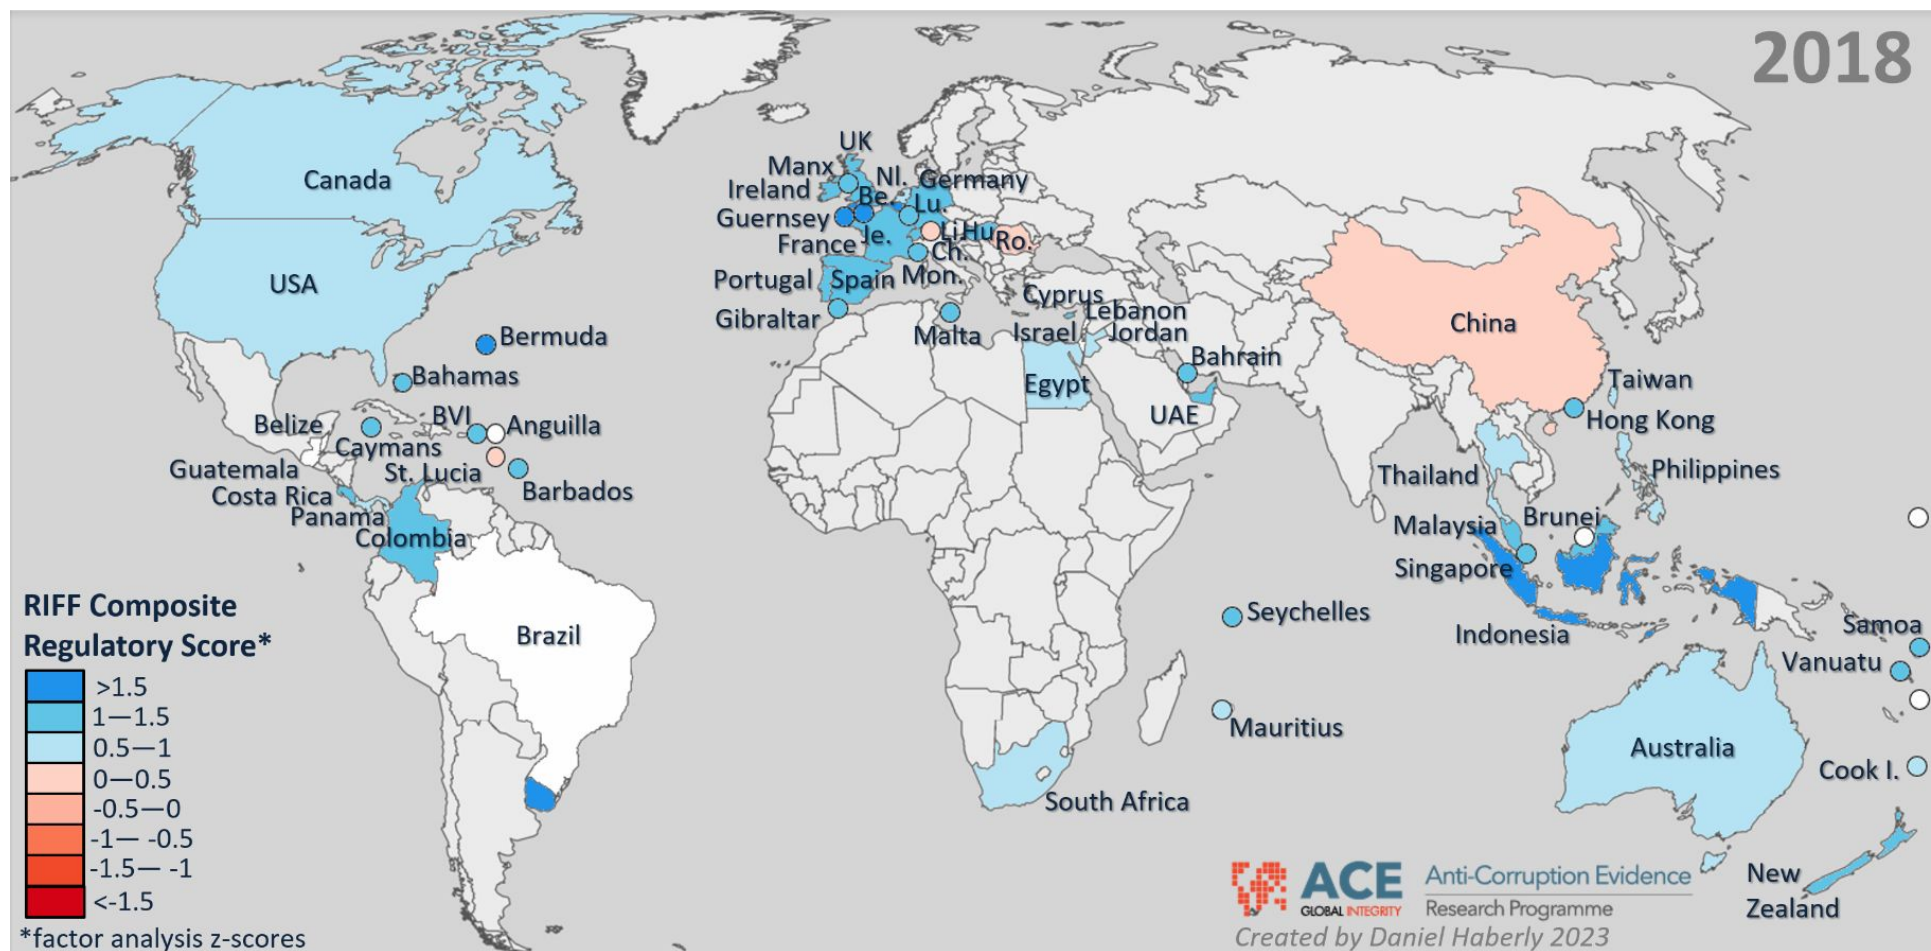 2018
Canada
USA
Bermuda
Bahamas
BVI
Anguilla
Belize
Caymans
St. Lucia
Barbados
Guatemala
Costa Rica
Panama
Colombia
Brazil
UK
Manx
Ireland
Nl.
Germany
Be.
Lu.
Guernsey
Je.
France
Li.
Hu.
Ro.
Ch.
Portugal
Spain
Mon.
Gibraltar
Malta
Cyprus
Lebanon
Israel
Jordan
Bahrain
Egypt
UAE
China
Taiwan
Hong Kong
Thailand
Philippines
Malaysia
Brunei
Singapore
Indonesia
Seychelles
Mauritius
South Africa
Samoa
Vanuatu
Australia
Cook I.
New
Zealand
RIFF Composite
Regulatory Score*
>1.5
1—1.5
0.5—1
0—0.5
-0.5—0
-1— -0.5
-1.5— -1
<-1.5
*factor analysis z-scores
ACE
GLOBAL INTEGRITY
Anti-Corruption Evidence
Research Programme
Created by Daniel Haberly 2023